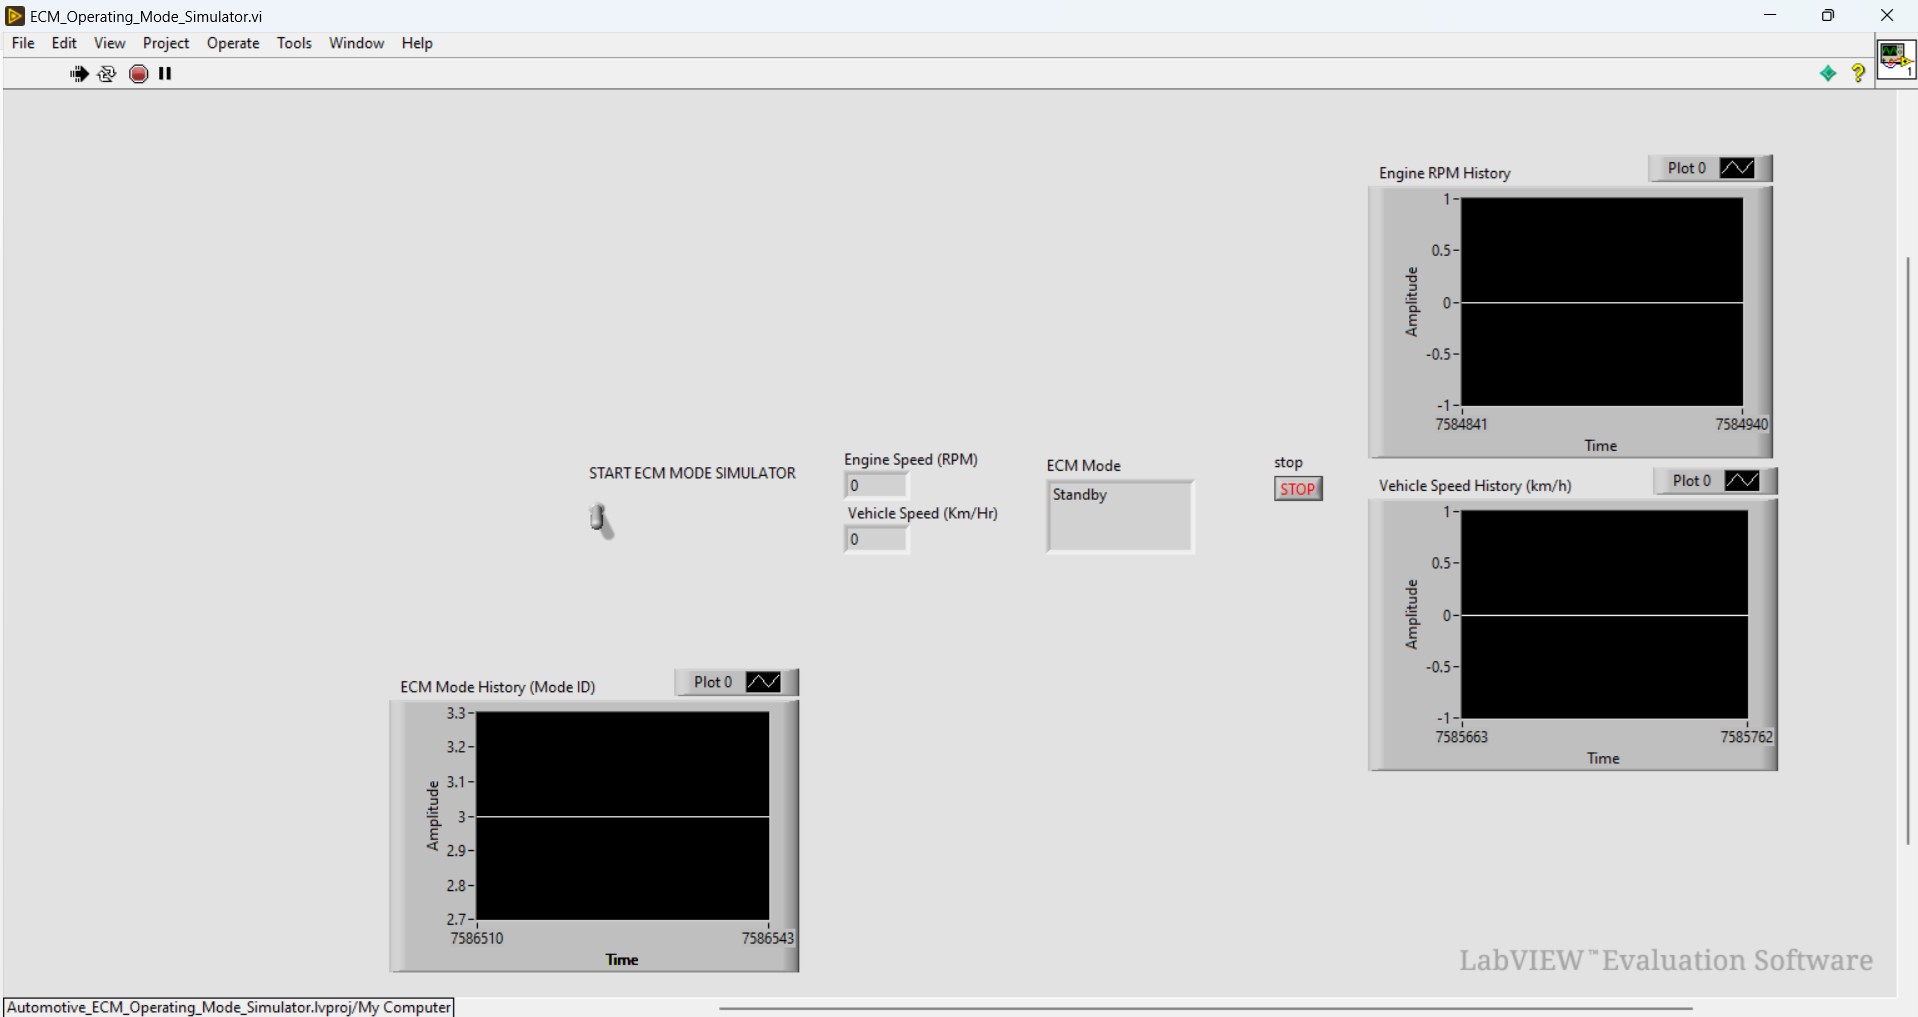 ECM_Operating_Mode_Simulator.vi
File Edit View Project Operate Tools Window Help
?
1
Engine RPM History
Plot 0
1
0.5
0
-0.5
-1
Amplitude
7584841
7584940
Time
START ECM MODE SIMULATOR
Engine Speed (RPM)
0
Vehicle Speed (Km/Hr)
0
ECM Mode
Standby
stop
STOP
Vehicle Speed History (km/h)
Plot 0
1
0.5
0
-0.5
-1
Amplitude
7585663
7585762
Time
ECM Mode History (Mode ID)
Plot 0
3.3
3.2
3.1
3
2.9
2.8
2.7
Amplitude
7586510
7586543
Time
LabVIEW™ Evaluation Software
Automotive_ECM_Operating_Mode_Simulator.lvproj/My Computer